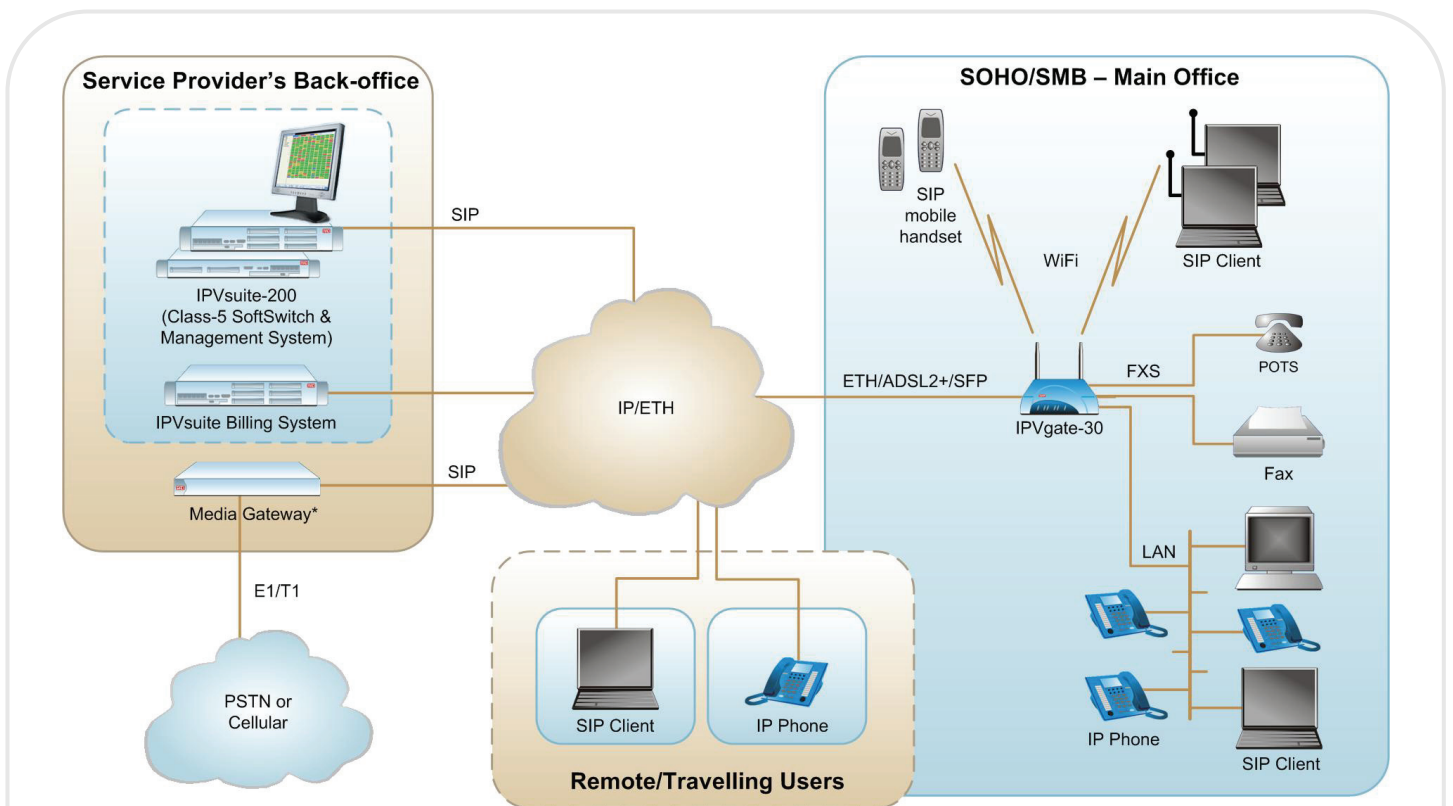 Service Provider's Back-office
IPVsuite-200
(Class-5 SoftSwitch &
Management System)
IPVsuite Billing System
Media Gateway*
SIP
SIP
E1/T1
PSTN or
Cellular
IP/ETH
Remote/Travelling Users
SIP Client
IP Phone
SOHO/SMB – Main Office
SIP
mobile
handset
WiFi
SIP Client
ETH/ADSL2+/SFP
IPVgate-30
FXS
POTS
Fax
LAN
IP Phone
SIP Client